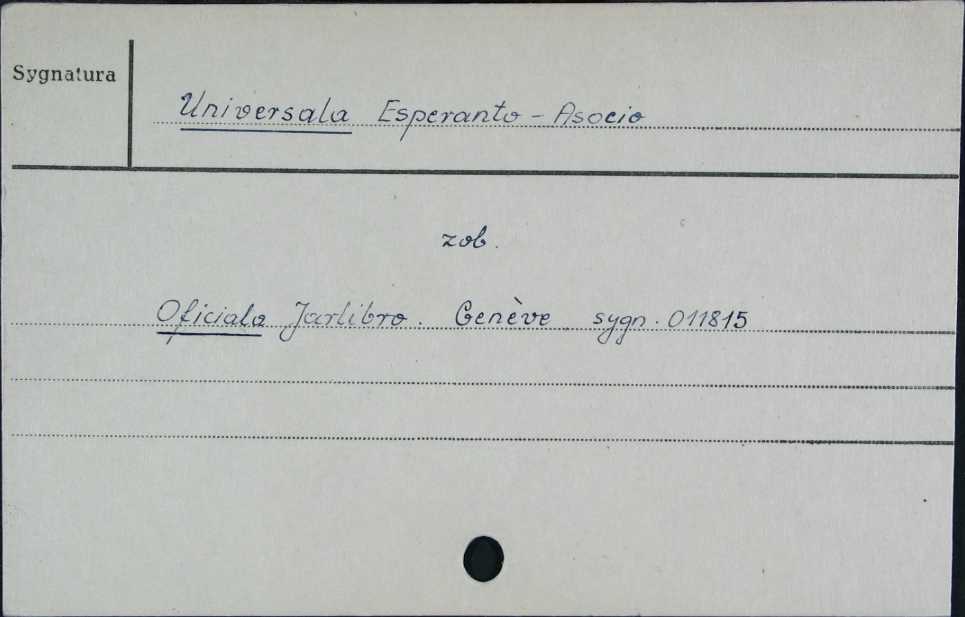 Sygnatura
Universala Esperanto - Asocio
zob.
Oficiala Jarlibro. Genève sygn. 011815